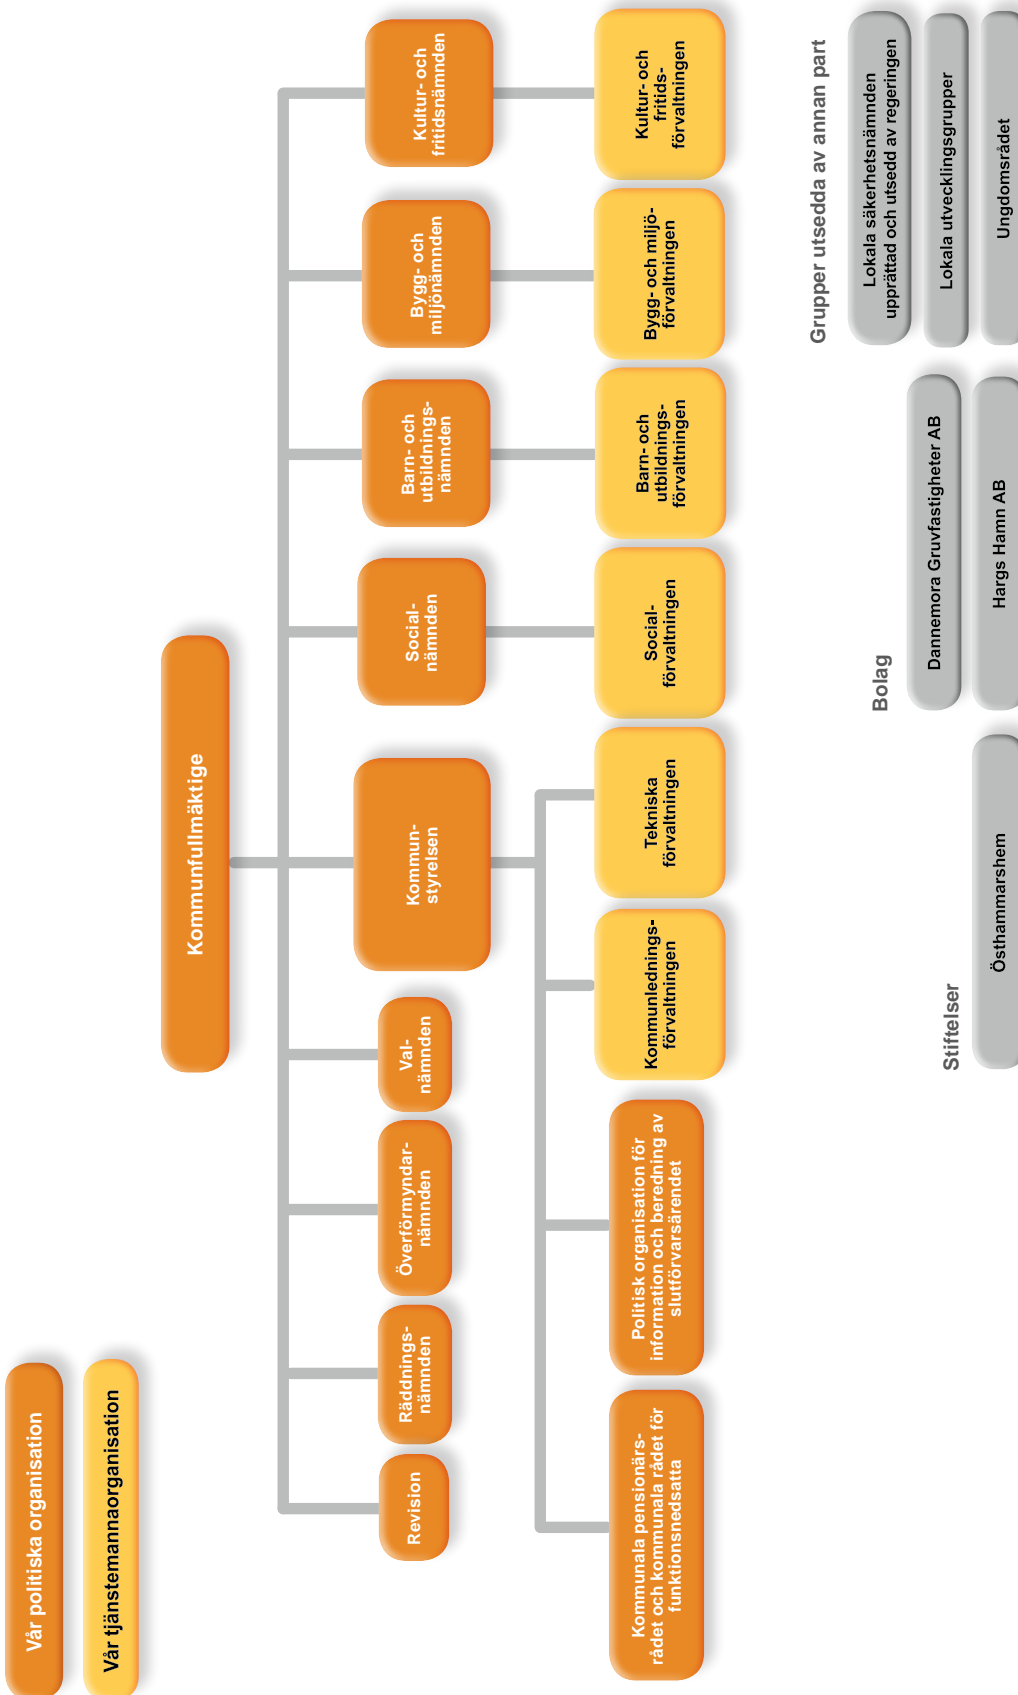 Vår politiska organisation
Vår tjänstemannaorganisation
Kommunfullmäktige
Revision
Räddnings-
nämnden
Överförmyndar-
nämnden
Val-
nämnden
Kommun-
styrelsen
Social-
nämnden
Barn- och
utbildnings-
nämnden
Bygg- och
miljönämnden
Kultur- och
fritidsnämnden
Kommunala pensionärs-
rådet och kommunala rådet för
funktionsnedsatta
Politisk organisation för
information och beredning av
slutförvarsärendet
Kommunlednings-
förvaltningen
Tekniska
förvaltningen
Social-
förvaltningen
Barn- och
utbildnings-
förvaltningen
Bygg- och miljö-
förvaltningen
Kultur- och
fritids-
förvaltningen
Stiftelser
Östhammarshem
Bolag
Dannemora Gruvfastigheter AB
Hargs Hamn AB
Grupper utsedda av annan part
Lokala säkerhetsnämnden
upprättad och utsedd av regeringen
Lokala utvecklingsgrupper
Ungdomsrådet